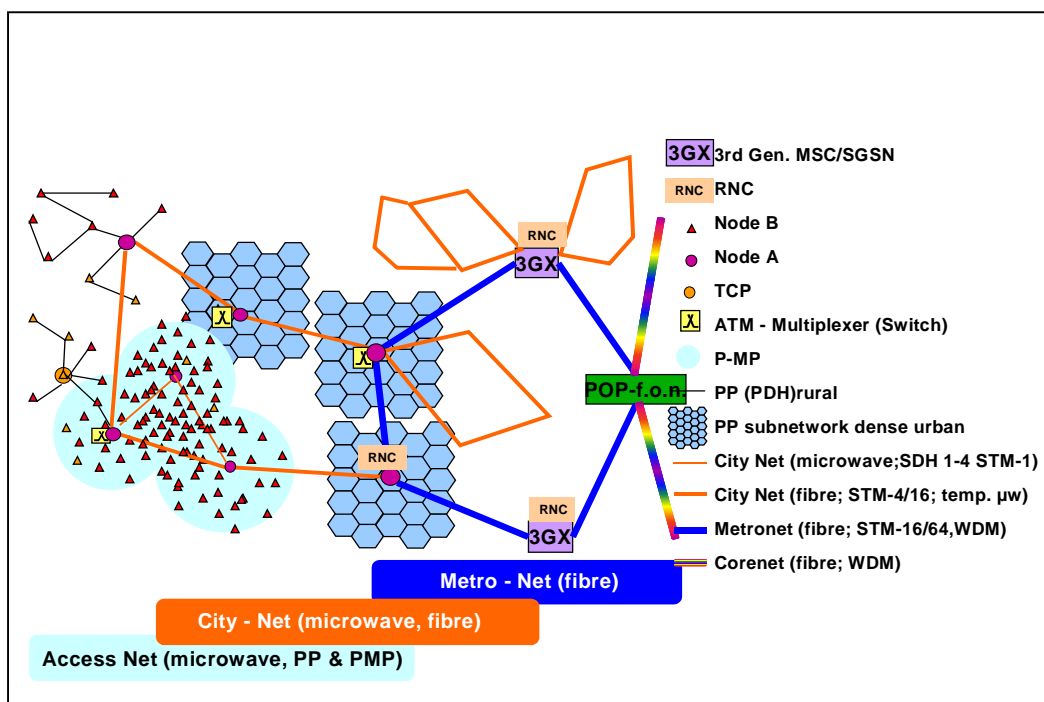 3GX 3rd Gen. MSC/SGSN
RNC RNC
Node B
Node A
TCP
ATM - Multiplexer (Switch)
P-MP
PP (PDH)rural
PP subnetwork dense urban
City Net (microwave;SDH 1-4 STM-1)
City Net (fibre; STM-4/16; temp. µw)
Metronet (fibre; STM-16/64,WDM)
Corenet (fibre; WDM)
RNC
3GX
POP-f.o.n.
RNC
RNC
3GX
Metro - Net (fibre)
City - Net (microwave, fibre)
Access Net (microwave, PP & PMP)